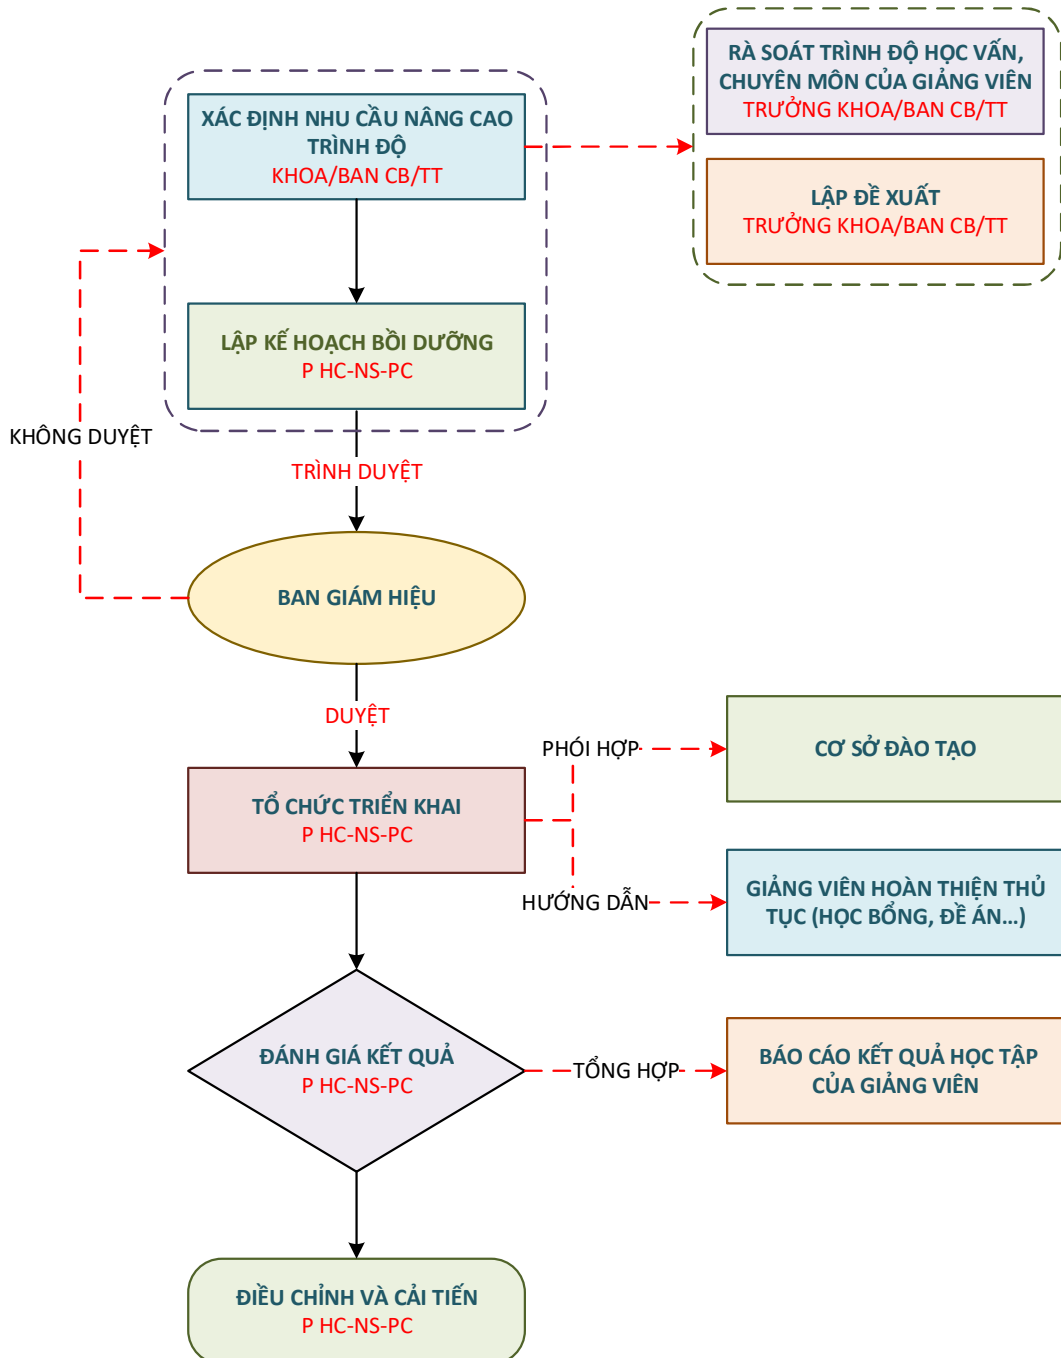 RÀ SOÁT TRÌNH ĐỘ HỌC VẤN,
CHUYÊN MÔN CỦA GIẢNG VIÊN
TRƯỞNG KHOA/BAN CB/TT
XÁC ĐỊNH NHU CẦU NÂNG CAO
TRÌNH ĐỘ
KHOA/BAN CB/TT
LẬP ĐỀ XUẤT
TRƯỞNG KHOA/BAN CB/TT
LẬP KẾ HOẠCH BỒI DƯỠNG
P HC-NS-PC
KHÔNG DUYỆT
TRÌNH DUYỆT
BAN GIÁM HIỆU
DUYỆT
PHÓI HỢP
CƠ SỞ ĐÀO TẠO
TỔ CHỨC TRIỂN KHAI
P HC-NS-PC
HƯỚNG DẪN
GIẢNG VIÊN HOÀN THIỆN THỦ
TỤC (HỌC BỔNG, ĐỀ ÁN...)
ĐÁNH GIÁ KẾT QUẢ
P HC-NS-PC
TỔNG HỢP
BÁO CÁO KẾT QUẢ HỌC TẬP
CỦA GIẢNG VIÊN
ĐIỀU CHỈNH VÀ CẢI TIẾN
P HC-NS-PC